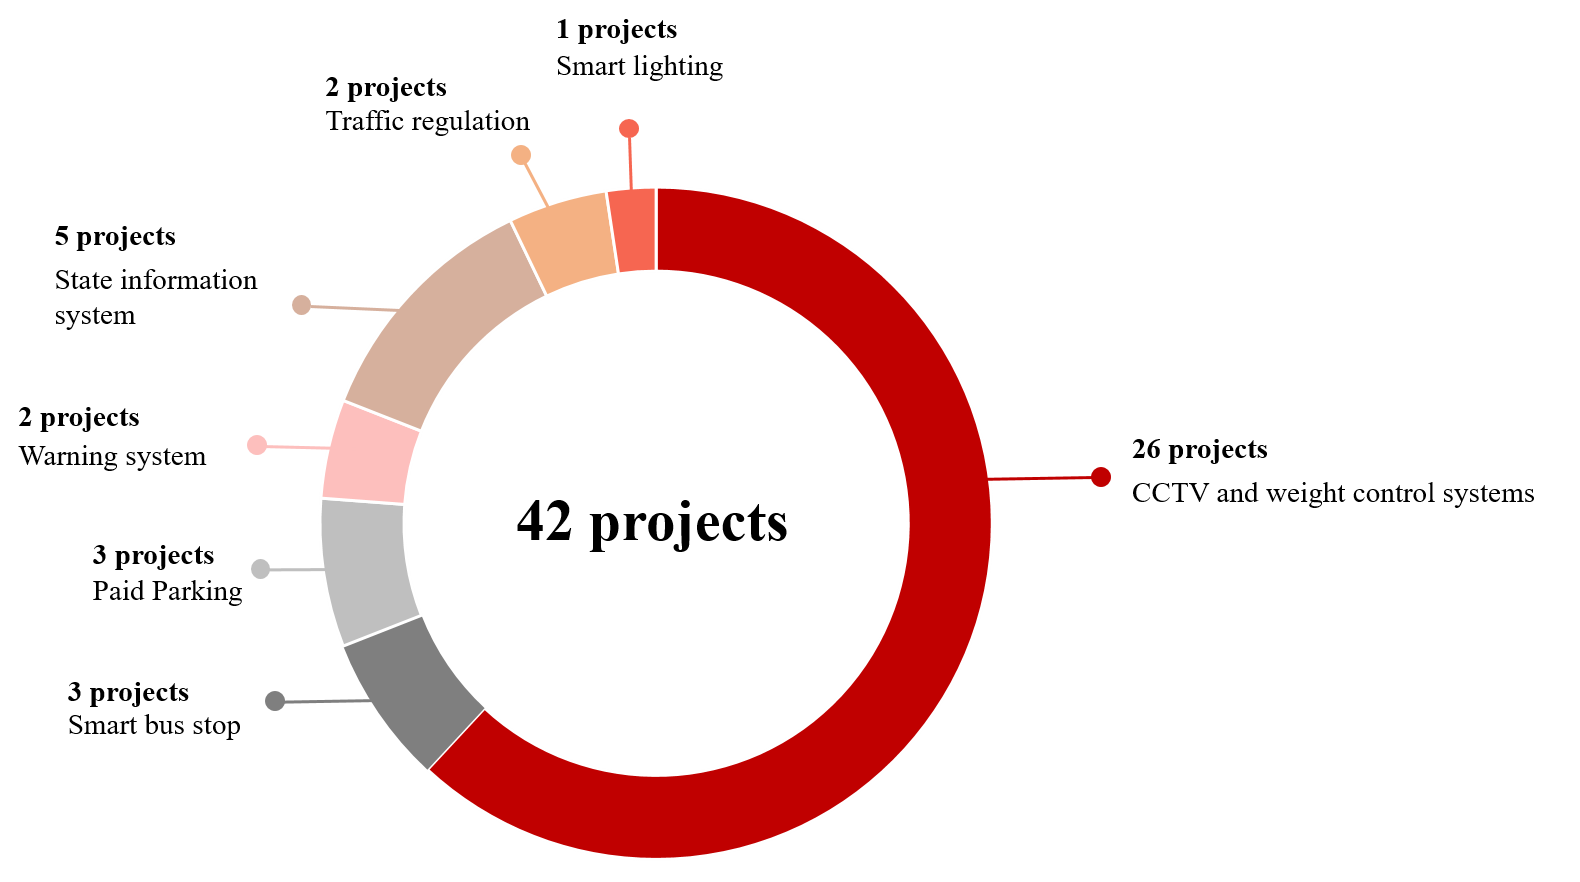 1 projects
Smart lighting
2 projects
Traffic regulation
5 projects
State information
system
2 projects
Warning system
26 projects
CCTV and weight control systems
42 projects
3 projects
Paid Parking
3 projects
Smart bus stop